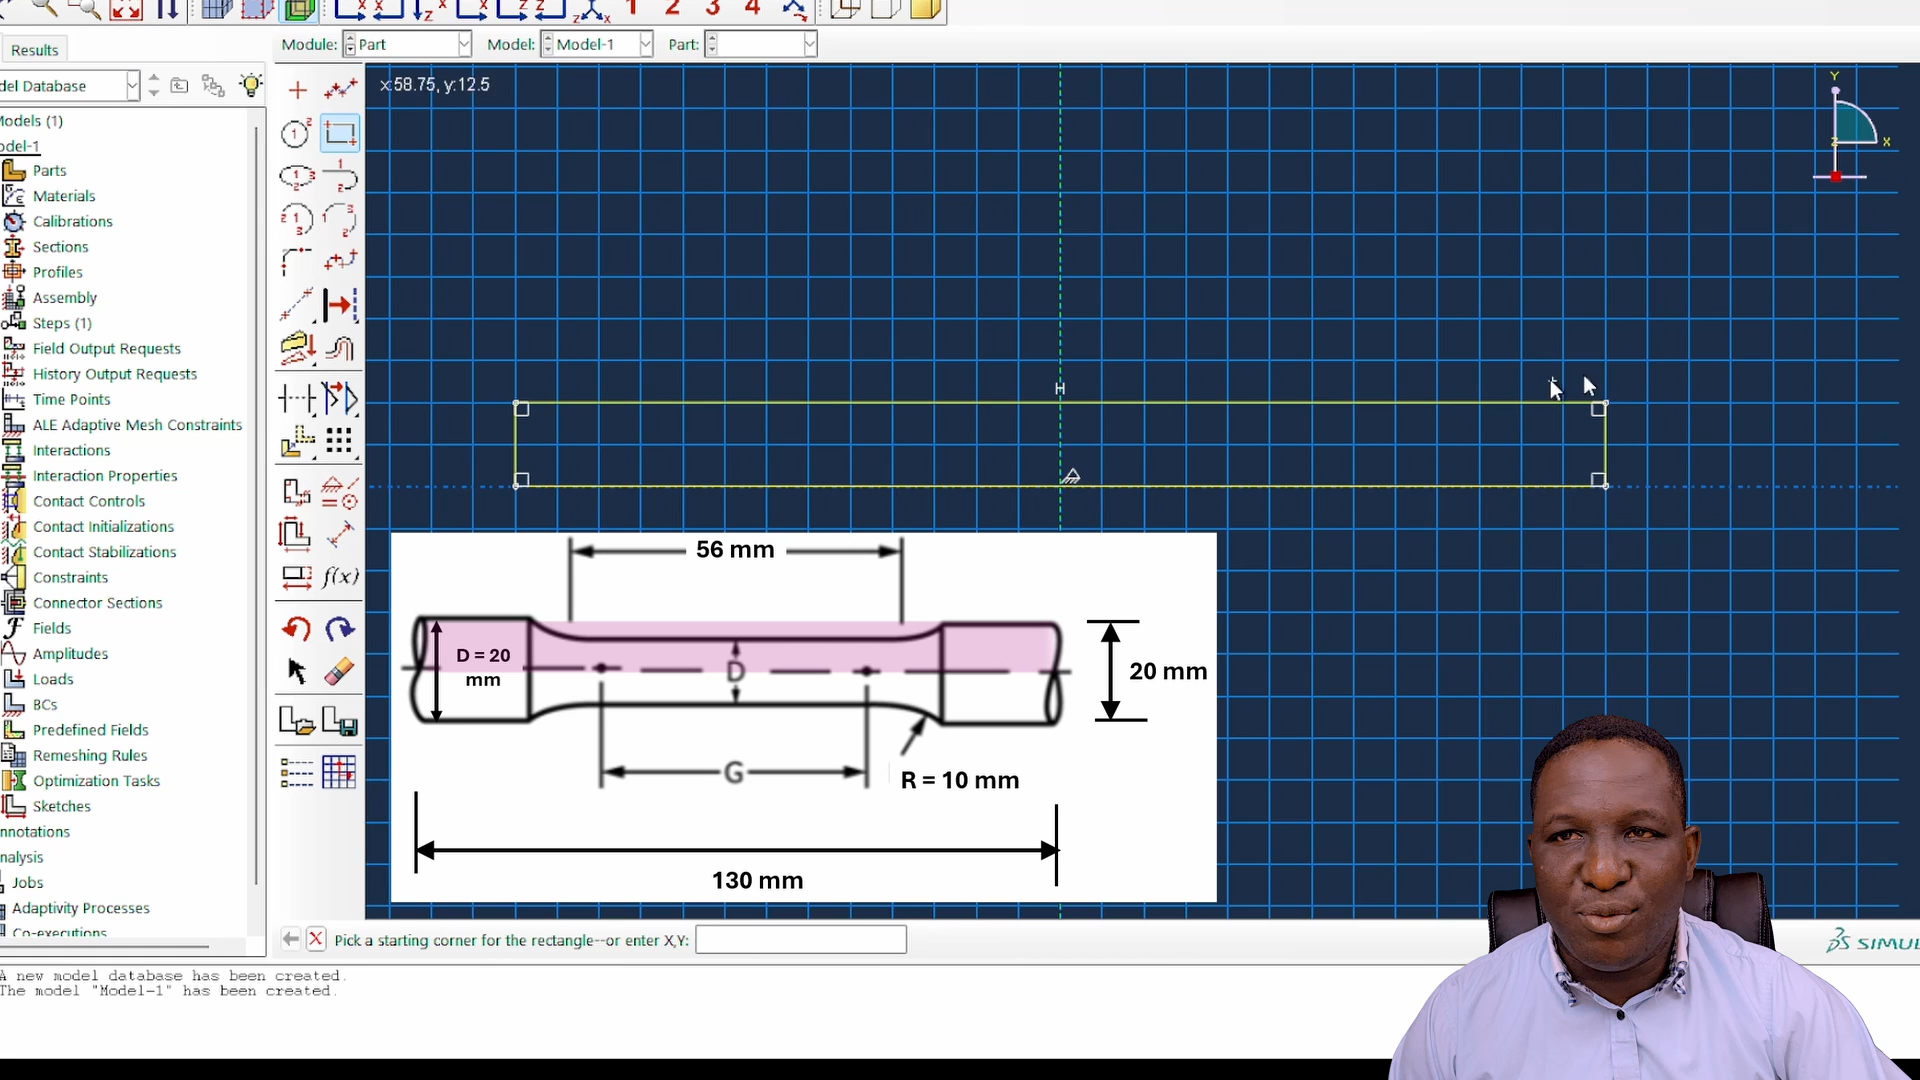 Module: Part Model: Model-1 Part:
Results
del Database
Models (1)
odel-1
Parts
Materials
Calibrations
Sections
Profiles
Assembly
Steps (1)
Field Output Requests
History Output Requests
Time Points
ALE Adaptive Mesh Constraints
Interactions
Interaction Properties
Contact Controls
Contact Initializations
Contact Stabilizations
Constraints
Connector Sections
Fields
Amplitudes
Loads
BCs
Predefined Fields
Remeshing Rules
Optimization Tasks
Sketches
nnotations
nalysis
Jobs
Adaptivity Processes
Co-executions
1 2 3 4
f(x)
x:58.75, y:12.5
Y
X
Z
H
56 mm
D = 20
mm
D
20 mm
G
R = 10 mm
130 mm
Pick a starting corner for the rectangle--or enter X,Y:
SIMU
A new model database has been created.
The model "Model-1" has been created.